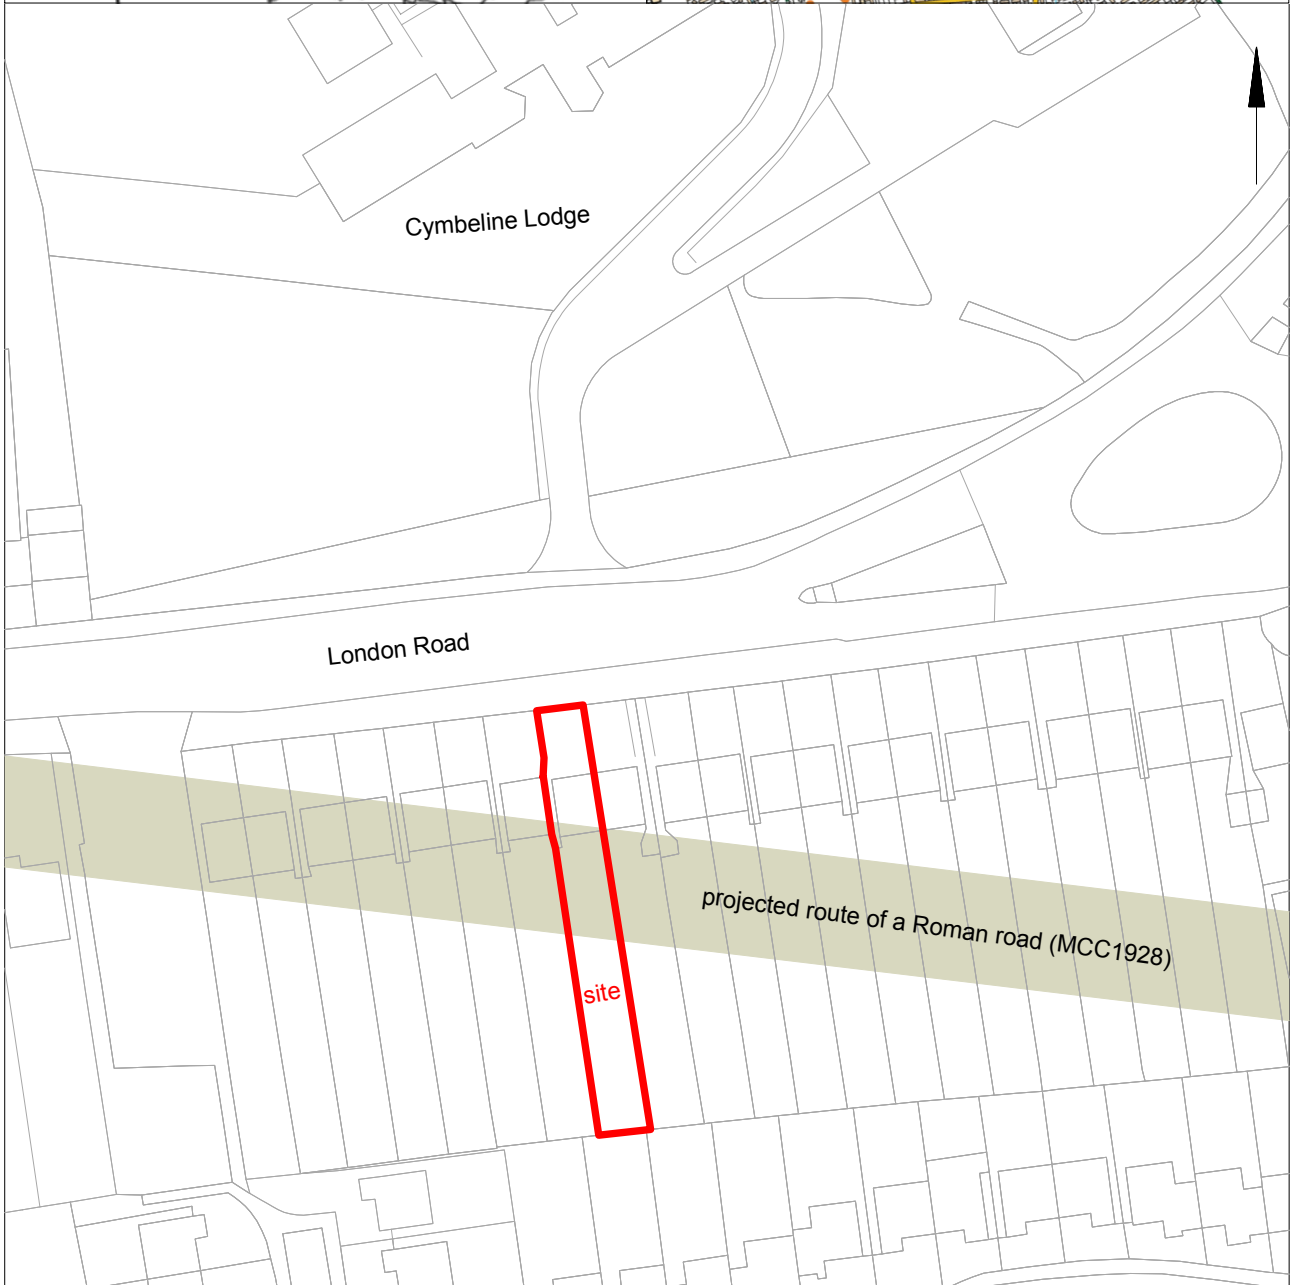 Cymbeline Lodge
London Road
projected route of a Roman road (MCC1928)
site